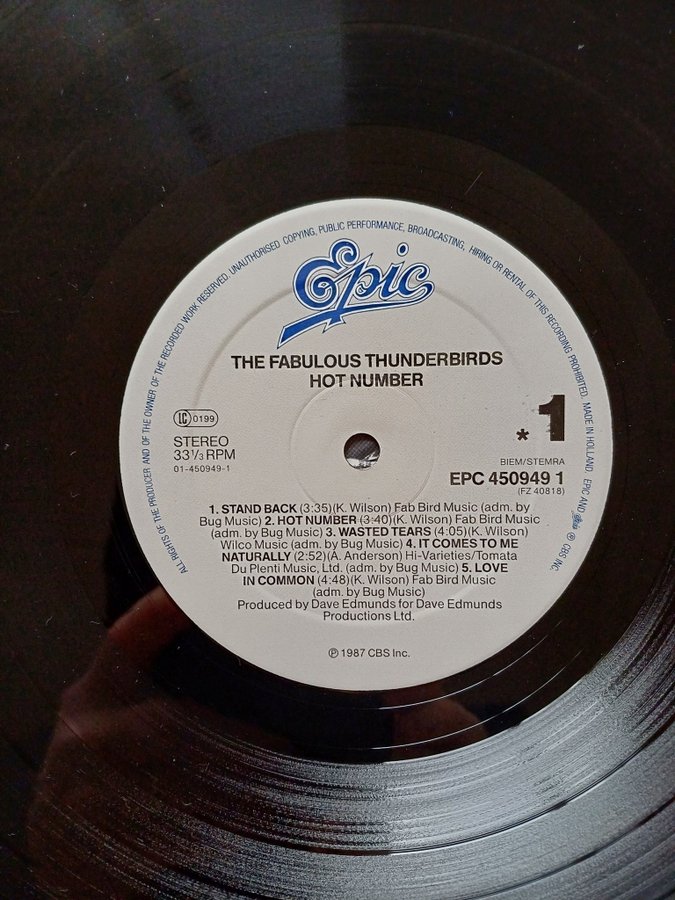 ALL RIGHTS OF THE PRODUCER AND OF THE OWNER OF THE RECORDED WORK RESERVED. UNAUTHORISED COPYING, PUBLIC PERFORMANCE, BROADCASTING, HIRING OR RENTAL OF THIS RECORDING PROHIBITED. MADE IN HOLLAND. EPIC AND Epic ® CBS INC.
Epic
THE FABULOUS THUNDERBIRDS
HOT NUMBER
LC 0199
STEREO
33 1/3 RPM
01-450949-1
* 1
BIEM/STEMRA
EPC 450949 1
(FZ 40818)
1. STAND BACK (3:35)(K. Wilson) Fab Bird Music (adm. by
Bug Music) 2. HOT NUMBER (3:40)(K. Wilson) Fab Bird Music
(adm. by Bug Music) 3. WASTED TEARS (4:05)(K. Wilson)
Wilco Music (adm. by Bug Music) 4. IT COMES TO ME
NATURALLY (2:52)(A. Anderson) Hi-Varieties/Tomata
Du Plenti Music, Ltd. (adm. by Bug Music) 5. LOVE
IN COMMON (4:48)(K. Wilson) Fab Bird Music
(adm. by Bug Music)
Produced by Dave Edmunds for Dave Edmunds
Productions Ltd.
℗ 1987 CBS Inc.